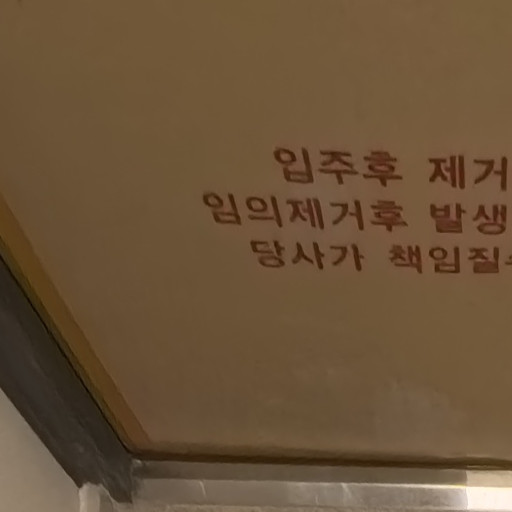 입주후 제거
임의제거후 발생
당사가 책임질